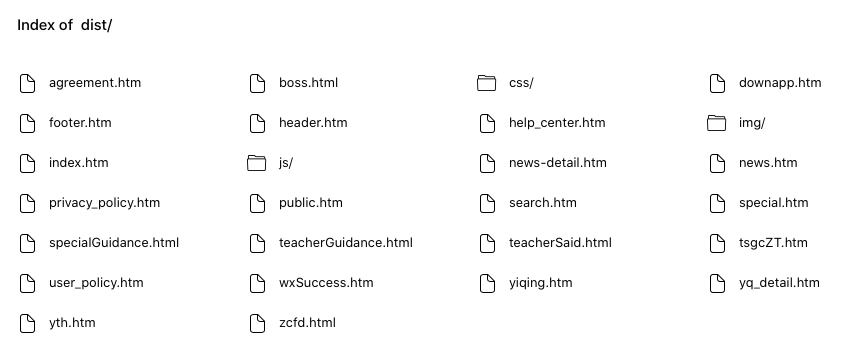 Index of dist/
agreement.htm boss.html css/ downapp.htm
footer.htm header.htm help_center.htm img/
index.htm js/ news-detail.htm news.htm
privacy_policy.htm public.htm search.htm special.htm
specialGuidance.html teacherGuidance.html teacherSaid.html tsgcZT.htm
user_policy.htm wxSuccess.htm yiqing.htm yq_detail.htm
yth.htm zcfd.html